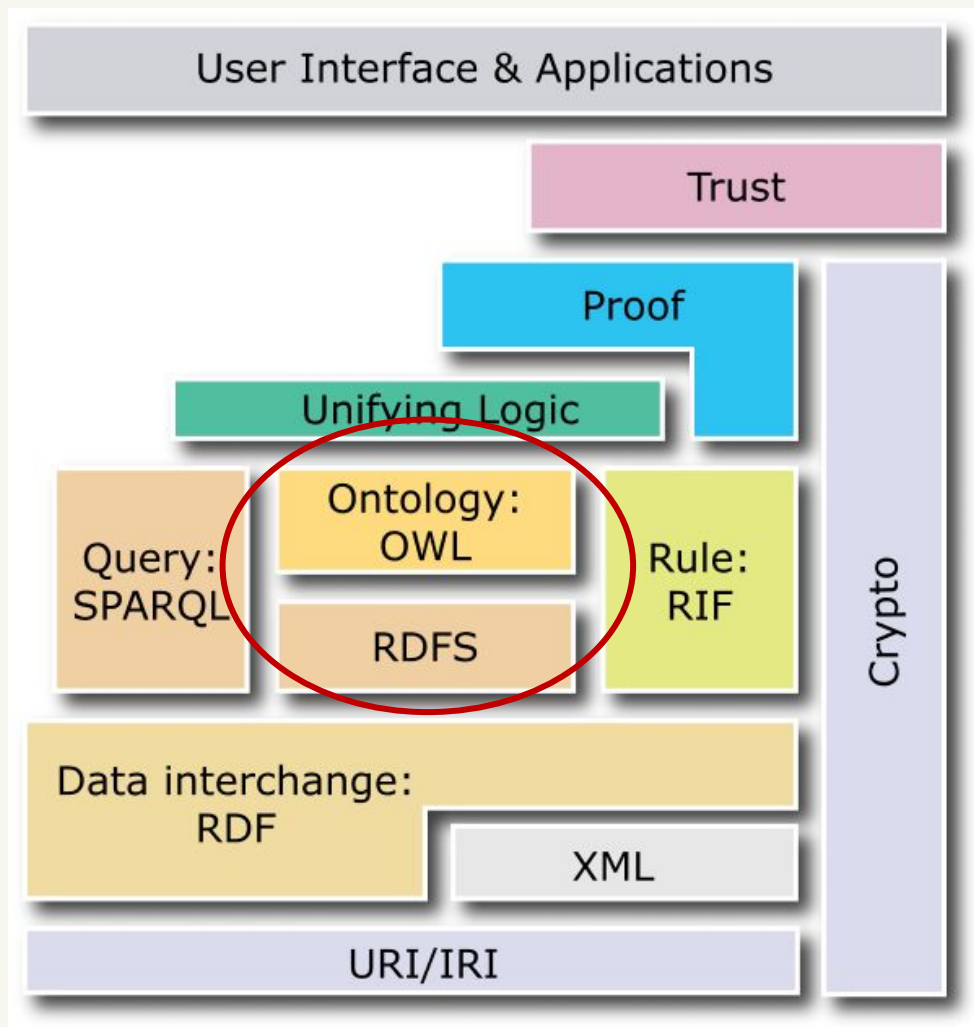 User Interface & Applications
Trust
Proof
Unifying Logic
Ontology:
OWL
Query:
SPARQL
Rule:
RIF
RDFS
Crypto
Data interchange:
RDF
XML
URI/IRI